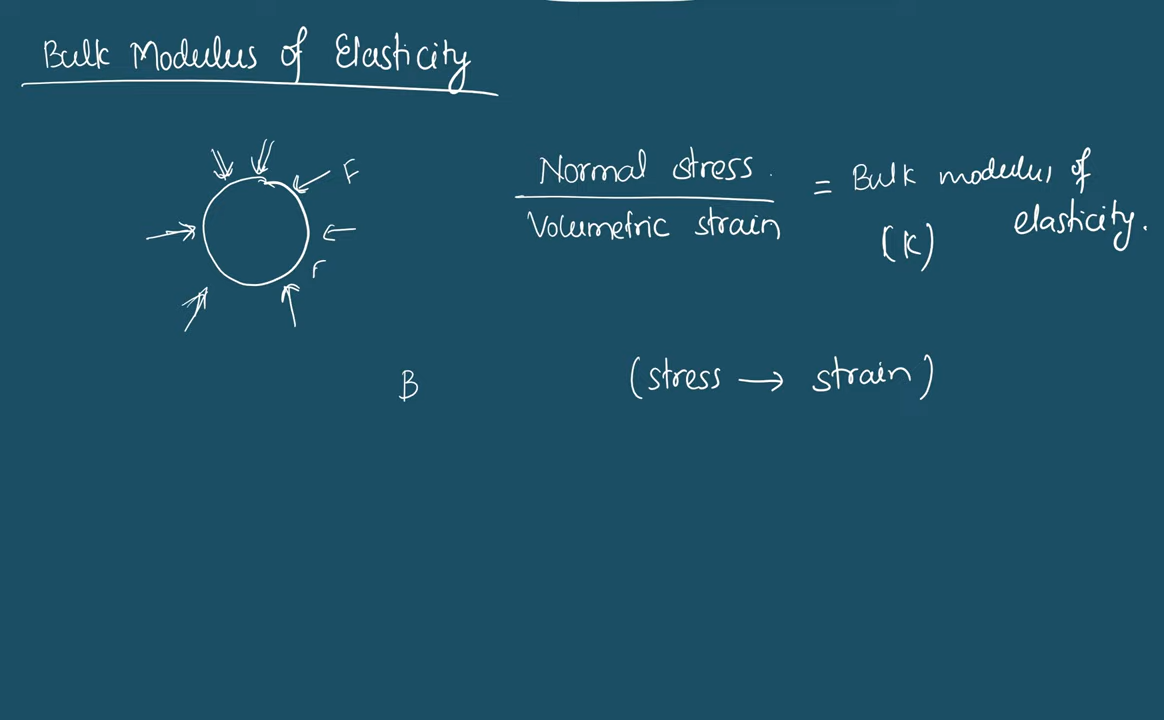 Bulk Modulus of Elasticity
F
F
Normal stress
Volumetric strain
= Bulk modulus of
elasticity.
(K)
B
(stress → strain)